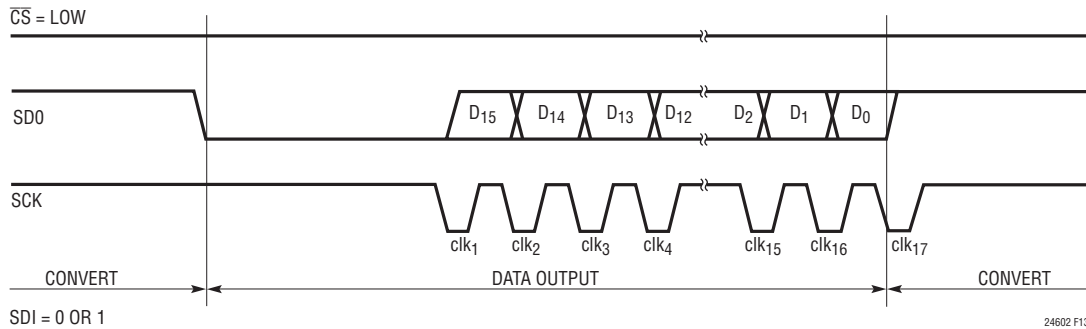 CS = LOW
SD0
D15 D14 D13 D12 D2 D1 D0
SCK
clk1 clk2 clk3 clk4 clk15 clk16 clk17
CONVERT DATA OUTPUT CONVERT
SDI = 0 OR 1
24602 F13